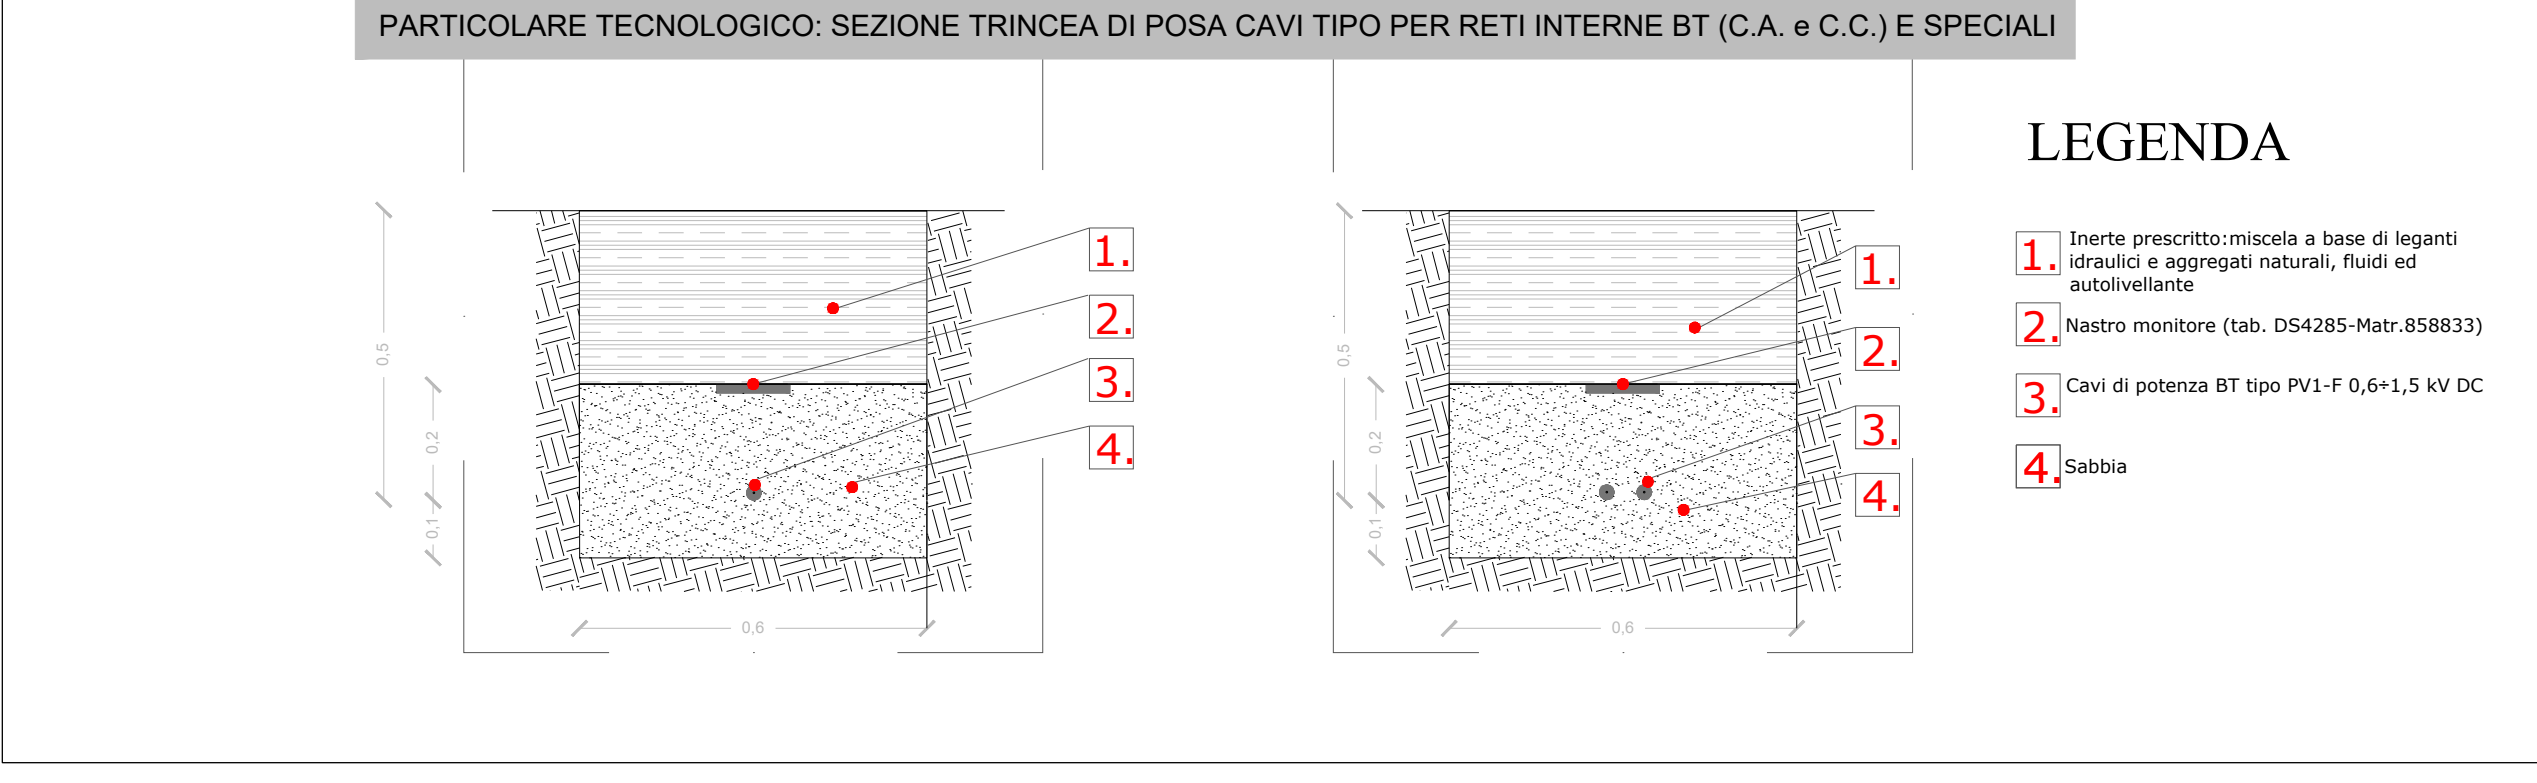 PARTICOLARE TECNOLOGICO: SEZIONE TRINCEA DI POSA CAVI TIPO PER RETI INTERNE BT (C.A. e C.C.) E SPECIALI
0,5
0,2
0,1
0,6
1.
2.
3.
4.
0,5
0,2
0,1
0,6
1.
2.
3.
4.
LEGENDA
1. Inerte prescritto:miscela a base di leganti
idraulici e aggregati naturali, fluidi ed
autolivellante
2. Nastro monitore (tab. DS4285-Matr.858833)
3. Cavi di potenza BT tipo PV1-F 0,6÷1,5 kV DC
4. Sabbia